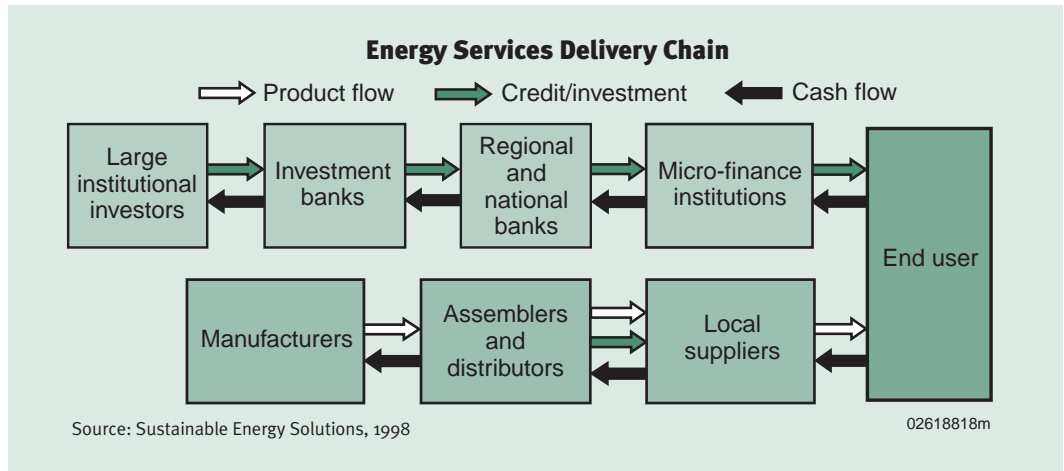 Energy Services Delivery Chain
Product flow
Credit/investment
Cash flow
Large
institutional
investors
Investment
banks
Regional
and
national
banks
Micro-finance
institutions
End user
Manufacturers
Assemblers
and
distributors
Local
suppliers
Source: Sustainable Energy Solutions, 1998
02618818m